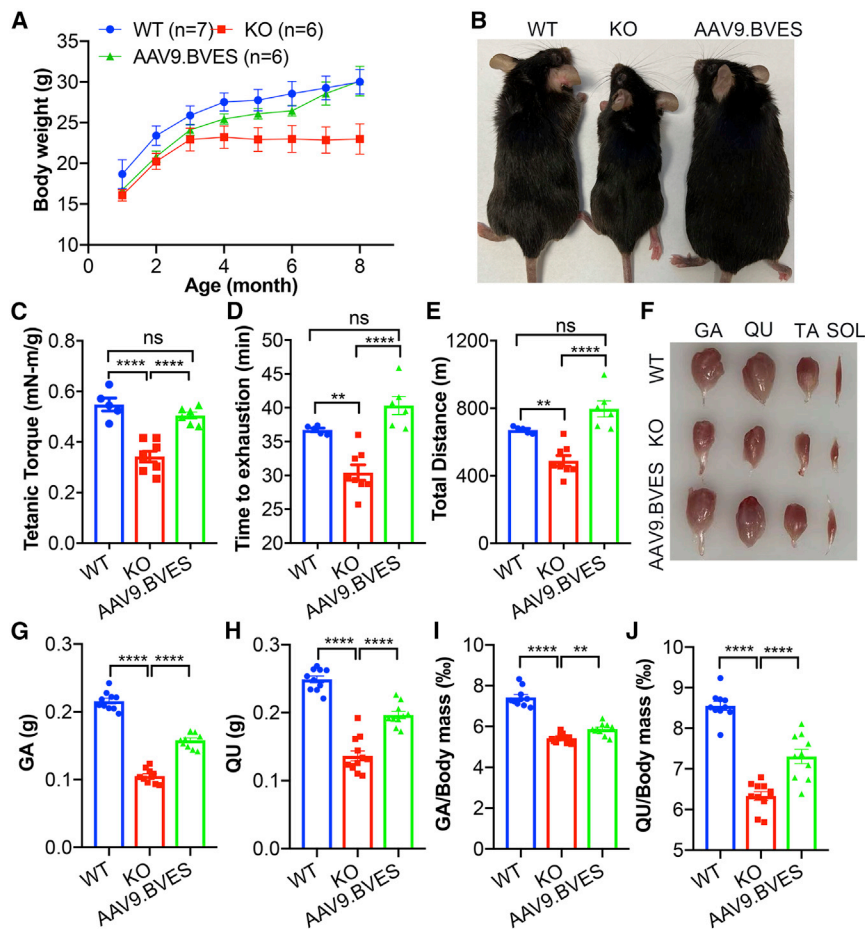 A
WT (n=7) KO (n=6)
AAV9.BVES (n=6)
Body weight (g)
35
30
25
20
15
10
0 2 4 6 8
Age (month)
B
WT KO AAV9.BVES
C
Tetanic Torque (mN-m/g)
ns
**** ****
0.8
0.6
0.4
0.2
0.0
WT
KO
AAV9.BVES
D
Time to exhaustion (min)
ns
****
**
50
45
40
35
30
25
20
WT
KO
AAV9.BVES
E
Total Distance (m)
ns
****
**
1200
800
400
0
WT
KO
AAV9.BVES
F
GA QU TA SOL
WT
KO
AAV9.BVES
G
GA (g)
**** ****
0.3
0.2
0.1
0.0
WT
KO
AAV9.BVES
H
QU (g)
**** ****
0.3
0.2
0.1
0.0
WT
KO
AAV9.BVES
I
GA/Body mass (‰)
**** **
10
8
6
4
2
0
WT
KO
AAV9.BVES
J
QU/Body mass (‰)
**** ****
10
9
8
7
6
5
WT
KO
AAV9.BVES